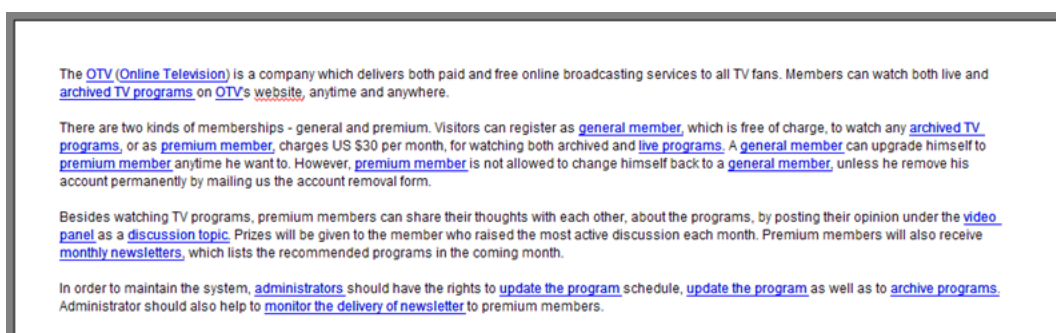 The OTV (Online Television) is a company which delivers both paid and free online broadcasting services to all TV fans. Members can watch both live and
archived TV programs on OTV's website, anytime and anywhere.
There are two kinds of memberships - general and premium. Visitors can register as general member, which is free of charge, to watch any archived TV
programs, or as premium member, charges US $30 per month, for watching both archived and live programs. A general member can upgrade himself to
premium member anytime he want to. However, premium member is not allowed to change himself back to a general member, unless he remove his
account permanently by mailing us the account removal form.
Besides watching TV programs, premium members can share their thoughts with each other, about the programs, by posting their opinion under the video
panel as a discussion topic. Prizes will be given to the member who raised the most active discussion each month. Premium members will also receive
monthly newsletters, which lists the recommended programs in the coming month.
In order to maintain the system, administrators should have the rights to update the program schedule, update the program as well as to archive programs.
Administrator should also help to monitor the delivery of newsletter to premium members.